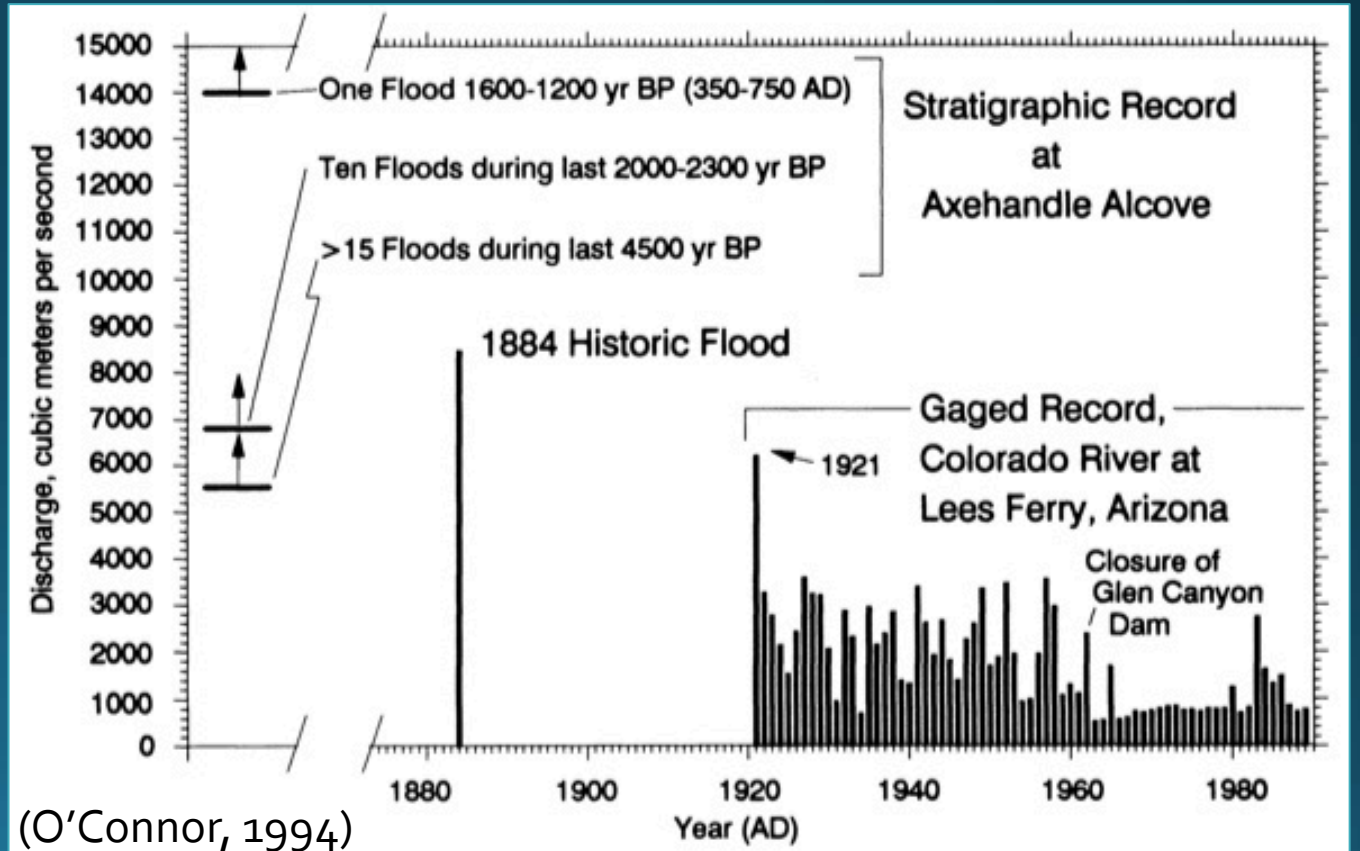 Discharge, cubic meters per second
15000
14000
13000
12000
11000
10000
9000
8000
7000
6000
5000
4000
3000
2000
1000
0
One Flood 1600-1200 yr BP (350-750 AD)
Ten Floods during last 2000-2300 yr BP
>15 Floods during last 4500 yr BP
Stratigraphic Record
at
Axehandle Alcove
1884 Historic Flood
Gaged Record,
Colorado River at
Lees Ferry, Arizona
1921
Closure of
Glen Canyon
Dam
1880 1900 1920 1940 1960 1980
Year (AD)
(O'Connor, 1994)